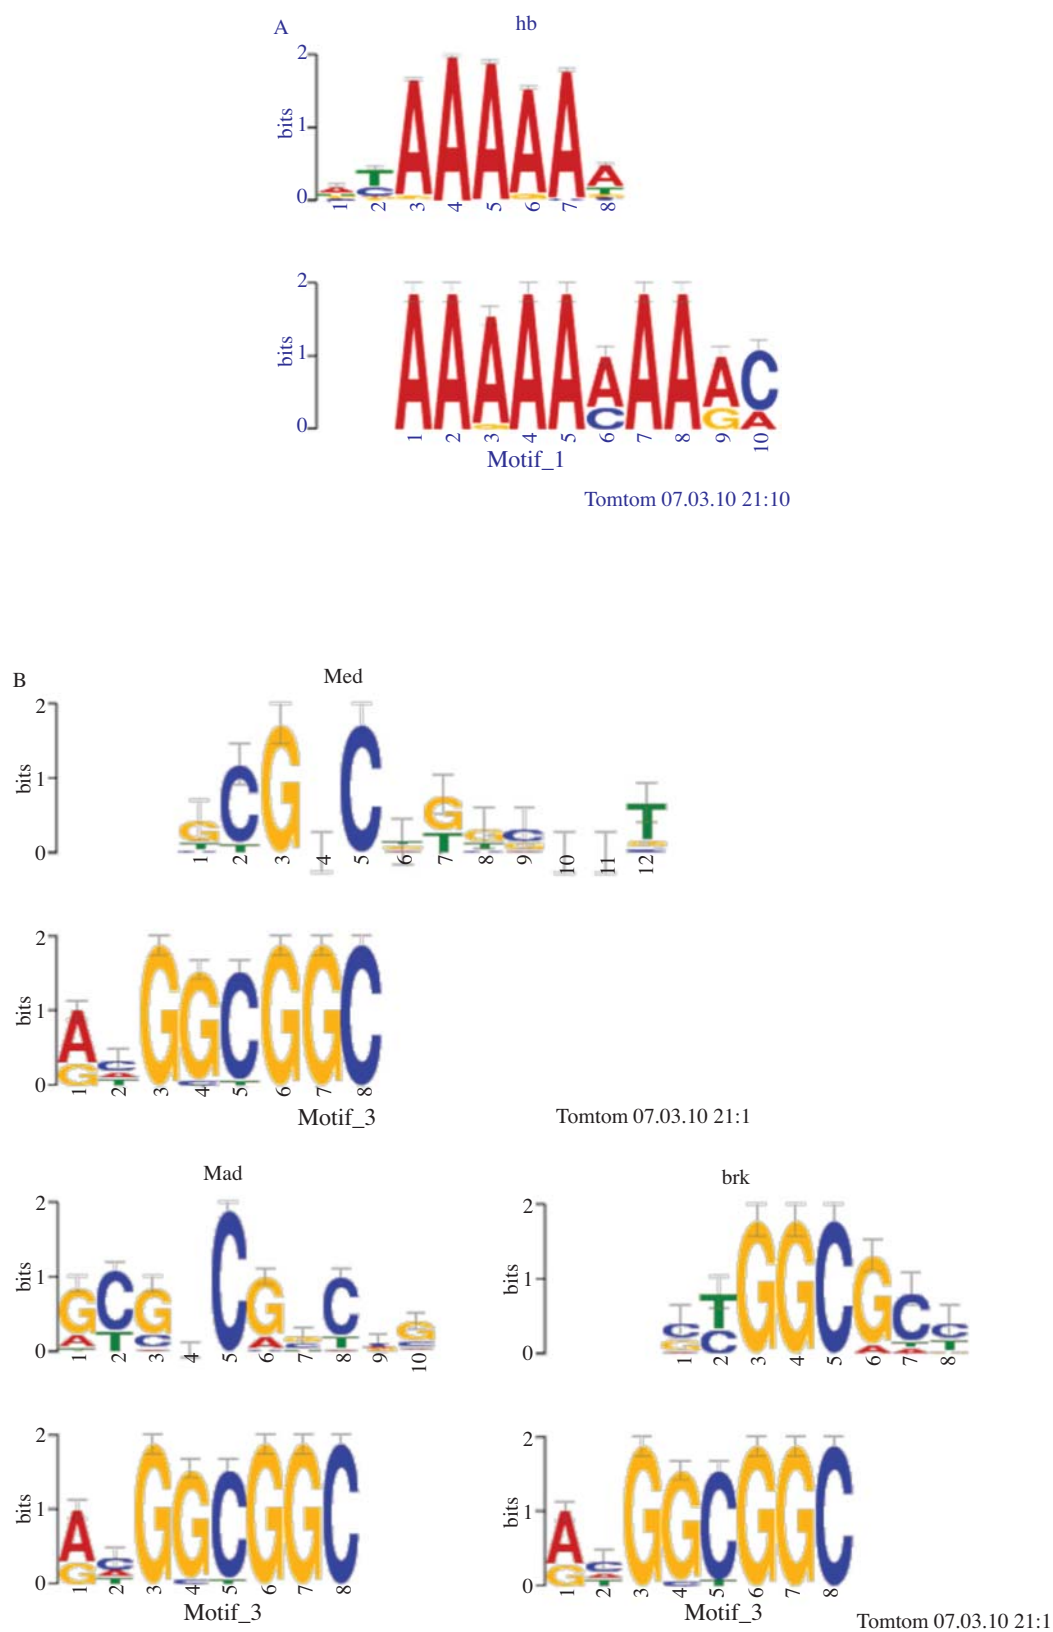 A
hb
2
bits
1
0
A T A A A A A A
1 2 3 4 5 6 7 8
2
bits
1
0
A A A A A A C A A A G C A
1 2 3 4 5 6 7 8 9 10
Motif_1
Tomtom 07.03.10 21:10
B
Med
2
bits
1
0
G C G C G T G C T
1 2 3 4 5 6 7 8 9 10 11 12
2
bits
1
0
A G C G G C G G C
1 2 3 4 5 6 7 8
Motif_3
Tomtom 07.03.10 21:1
Mad
2
bits
1
0
G A C T G C C G A C T G
1 2 3 4 5 6 7 8 9 10
2
bits
1
0
A G C G G C G G C
1 2 3 4 5 6 7 8
Motif_3
brk
2
bits
1
0
C G T C G G C G A C C T
1 2 3 4 5 6 7 8
2
bits
1
0
A G C G G C G G C
1 2 3 4 5 6 7 8
Motif_3
Tomtom 07.03.10 21:1